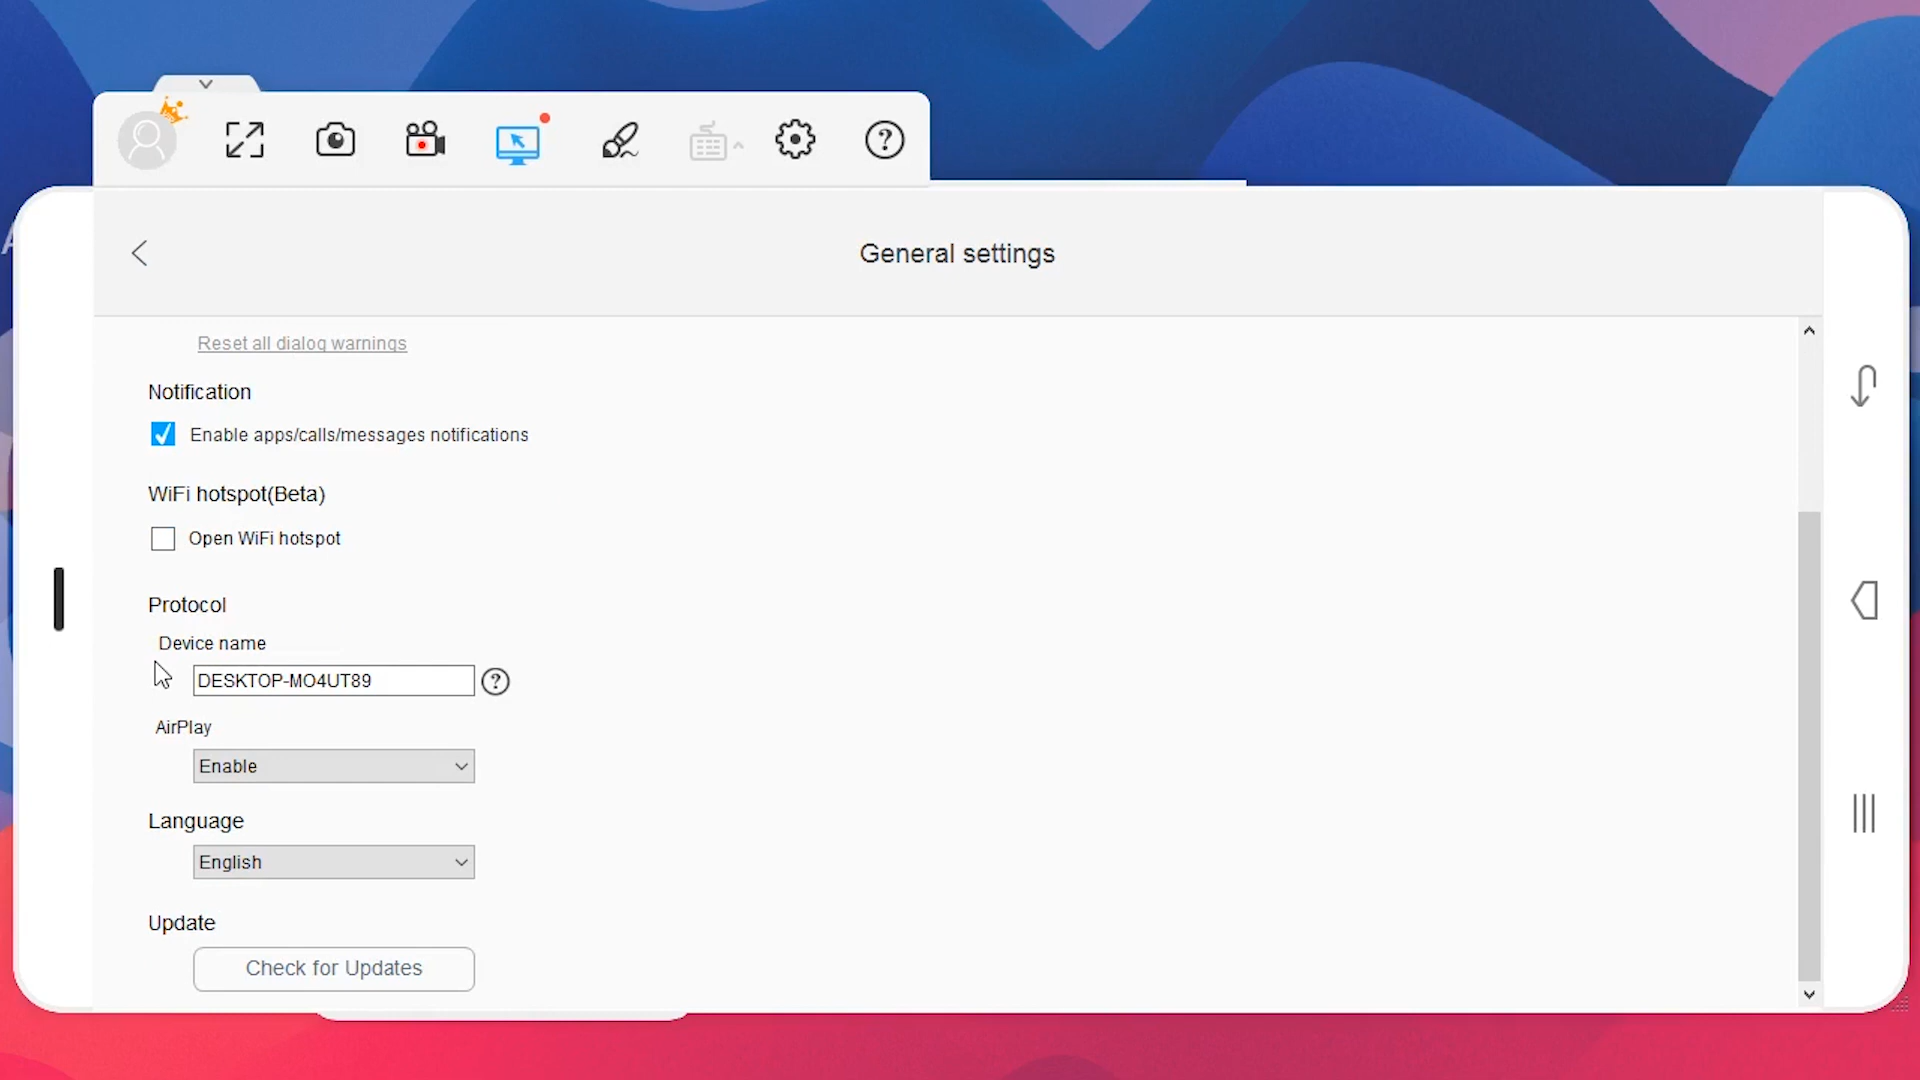 General settings
Reset all dialog warnings
Notification
Enable apps/calls/messages notifications
WiFi hotspot(Beta)
Open WiFi hotspot
Protocol
Device name
DESKTOP-MO4UT89
AirPlay
Enable
Language
English
Update
Check for Updates